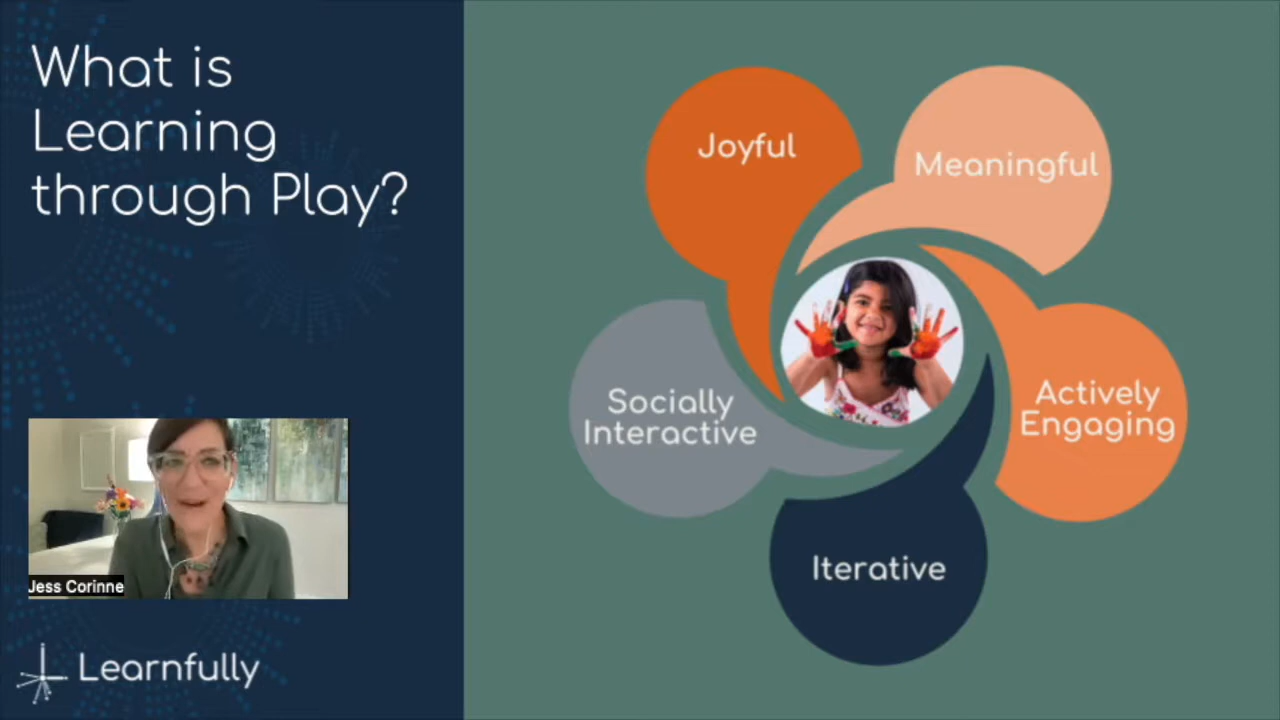 What is
Learning
through Play?
Joyful
Meaningful
Actively
Engaging
Iterative
Socially
Interactive
Jess Corinne
Learnfully